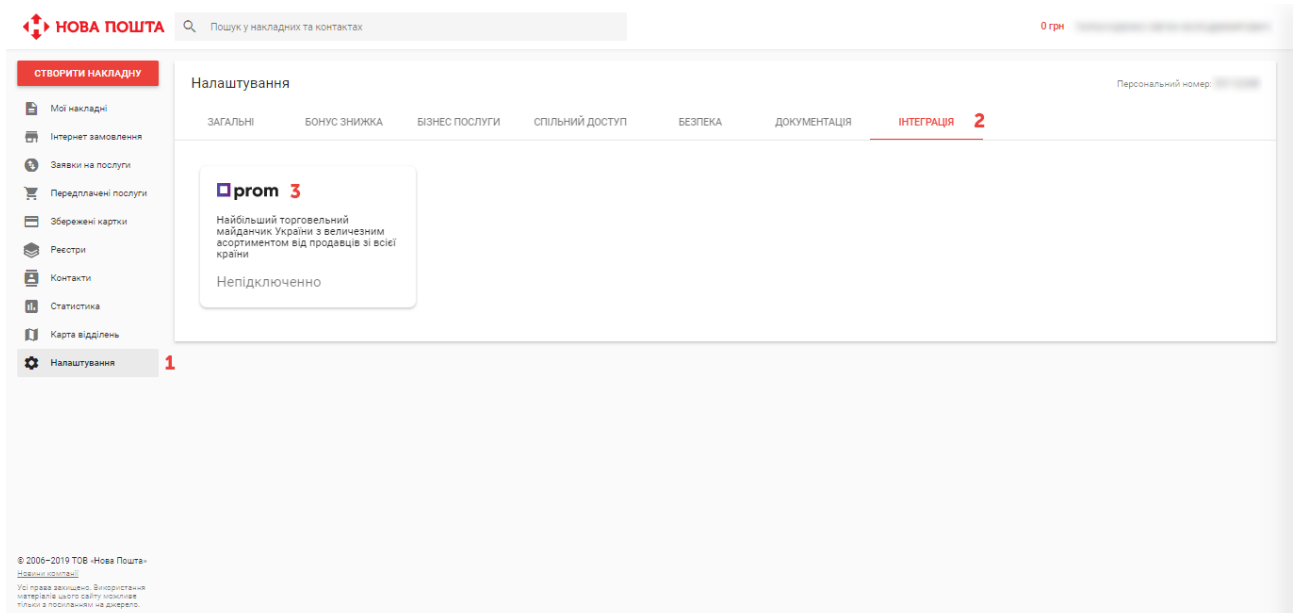 НОВА ПОШТА
Пошук у накладних та контактах
0 грн
СТВОРИТИ НАКЛАДНУ
Мої накладні
Інтернет замовлення
Заявки на послуги
Передплачені послуги
Збережені картки
Реєстри
Контакти
Статистика
Карта відділень
Налаштування 1
Налаштування
Персональний номер:
ЗАГАЛЬНІ БОНУС ЗНИЖКА БІЗНЕС ПОСЛУГИ СПІЛЬНИЙ ДОСТУП БЕЗПЕКА ДОКУМЕНТАЦІЯ ІНТЕГРАЦІЯ 2
prom 3
Найбільший торговельний
майданчик України з величезним
асортиментом від продавців зі всієї
країни
Непідключенно
© 2006–2019 ТОВ «Нова Пошта»
Новини компанії
Усі права захищено. Використання
матеріалів цього сайту можливе
тільки з посиланням на джерело.